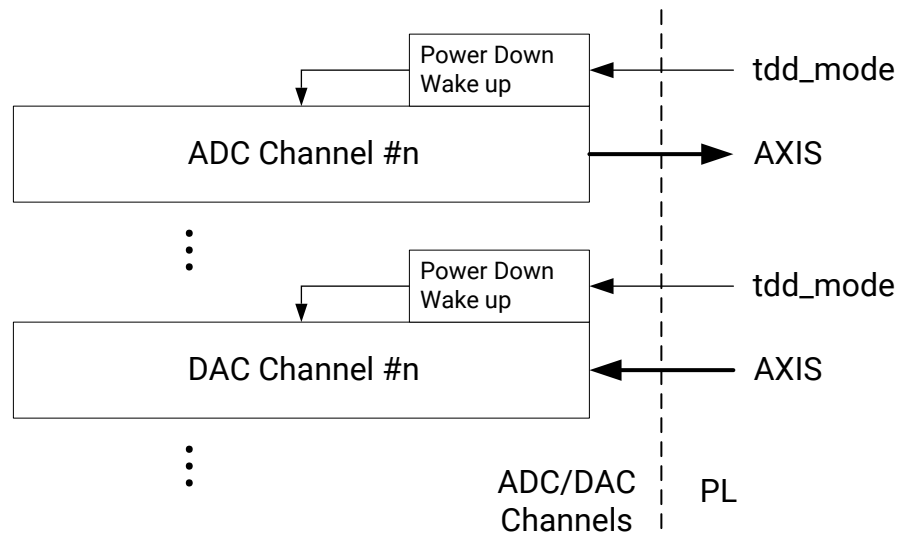 Power Down
Wake up
tdd_mode
ADC Channel #n
AXIS
Power Down
Wake up
tdd_mode
DAC Channel #n
AXIS
ADC/DAC
Channels
PL